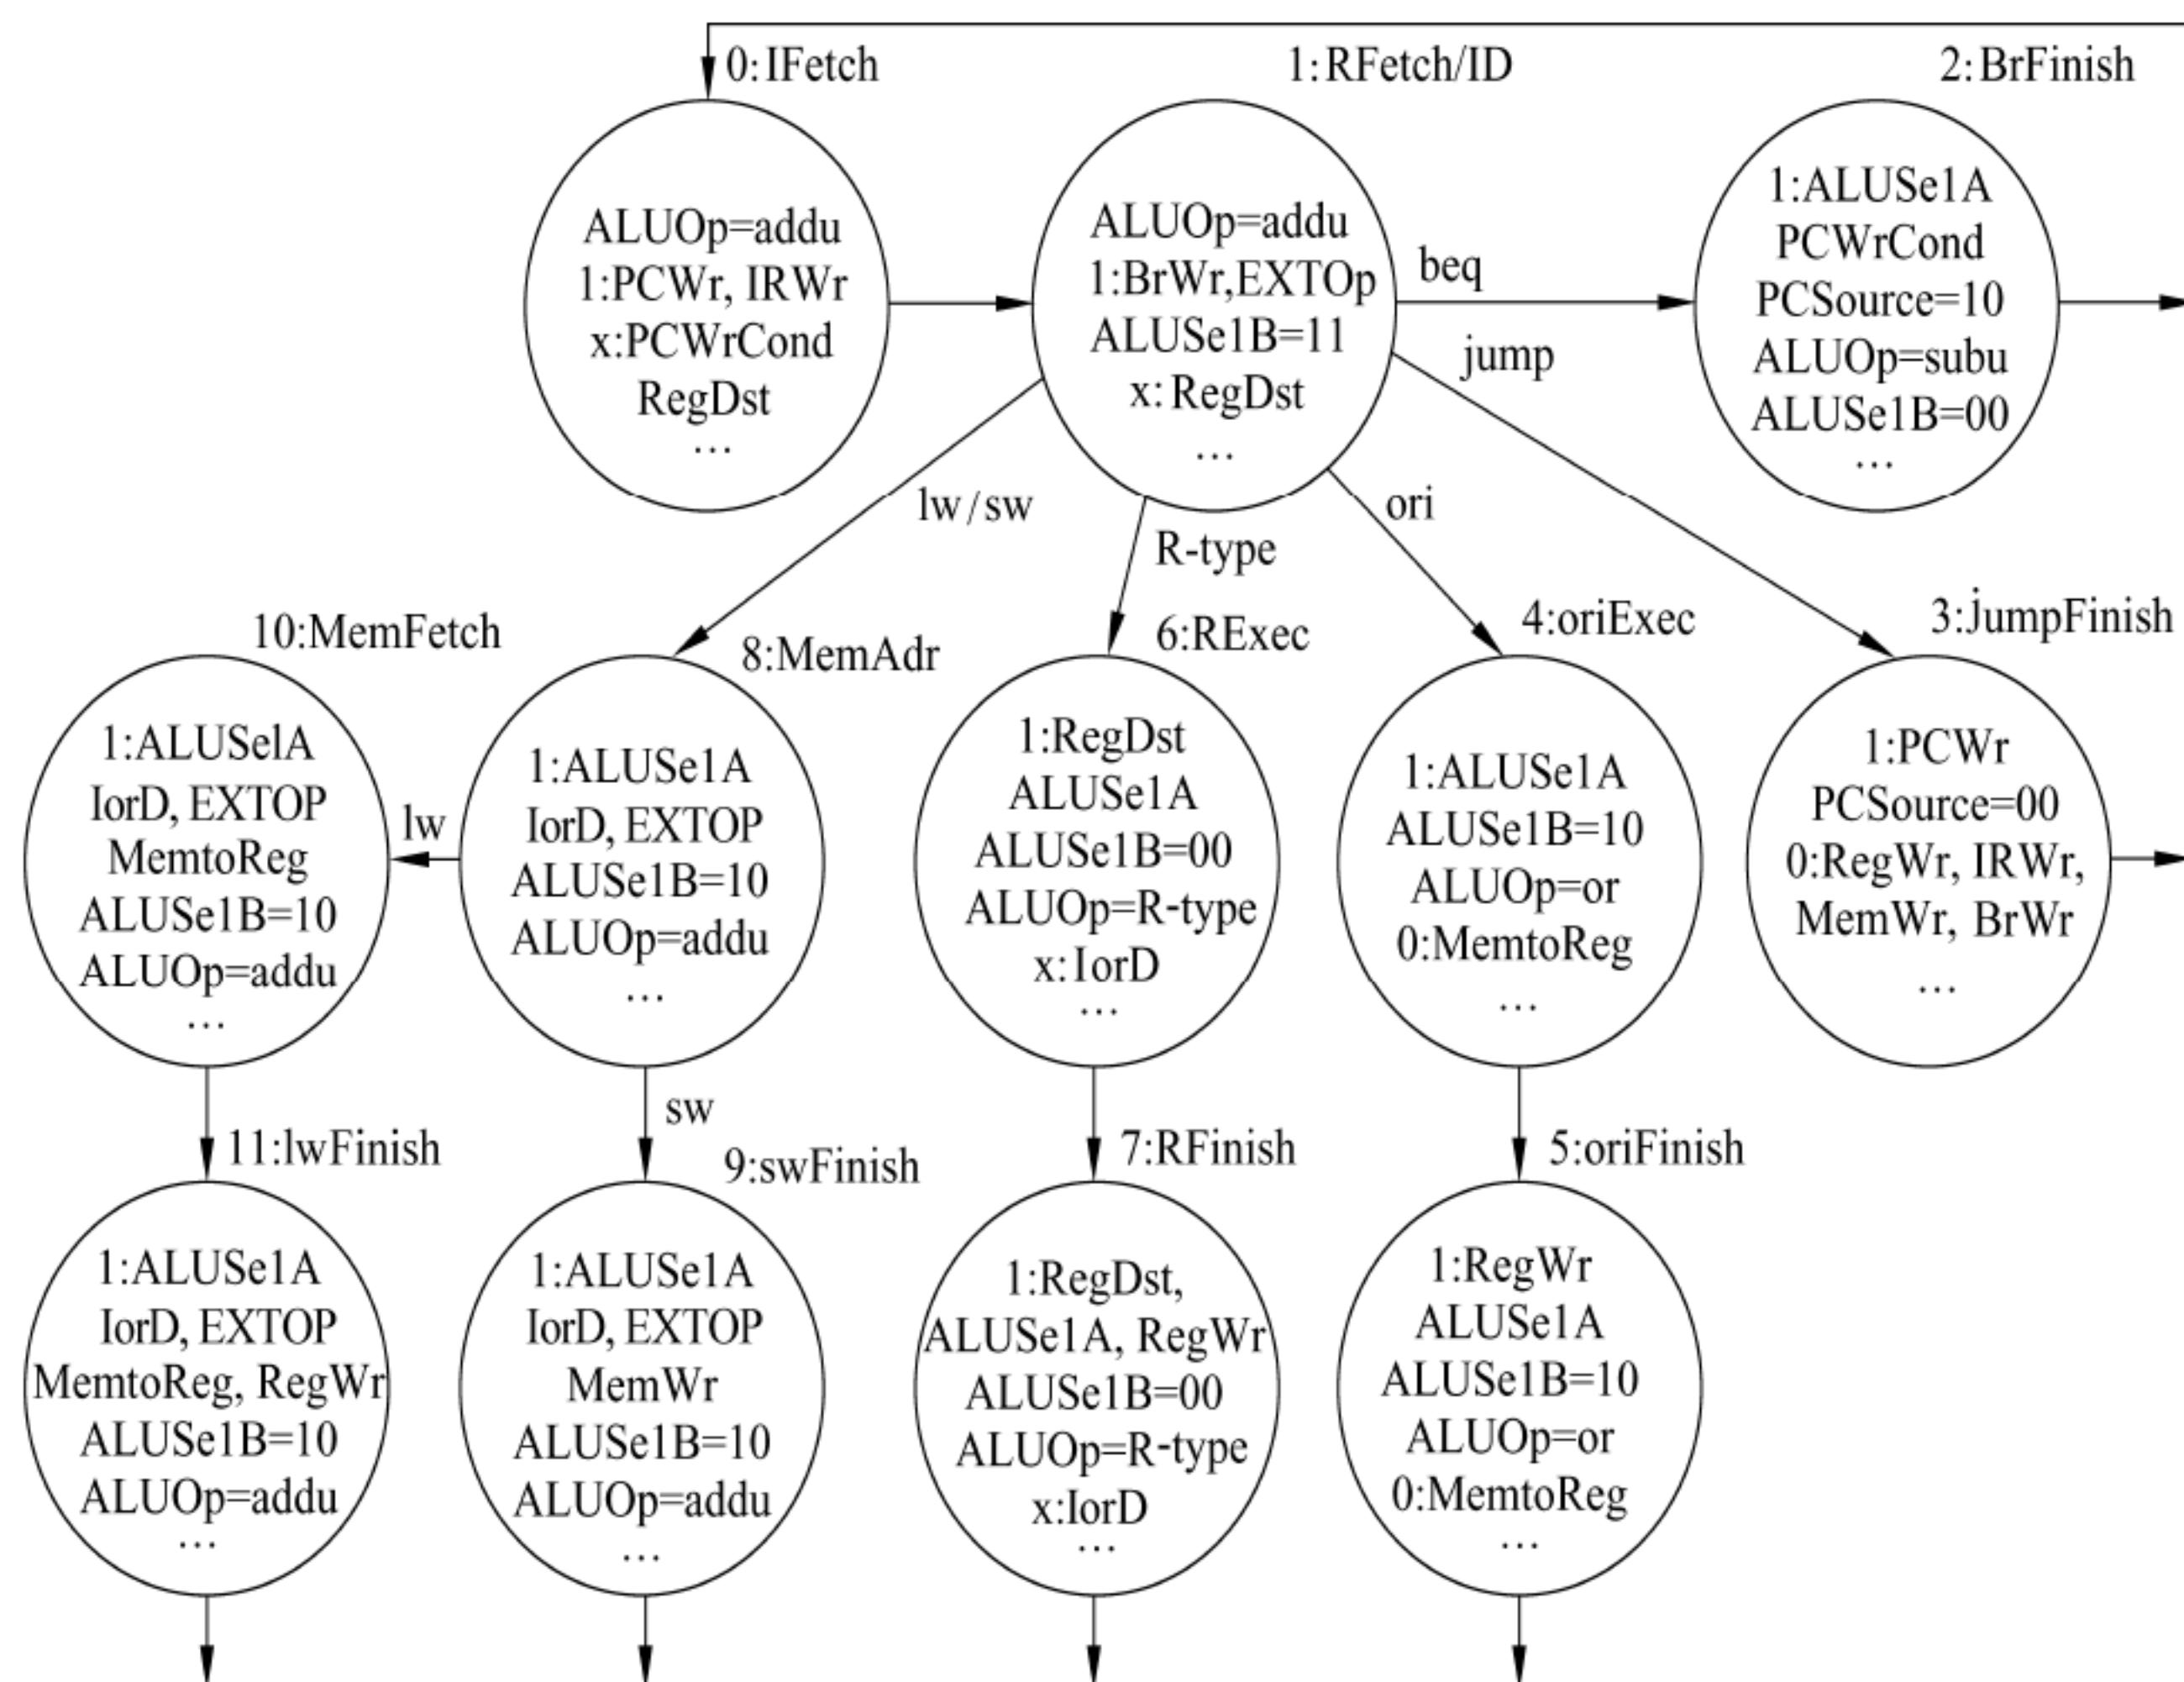 0:IFetch
ALUOp=addu
1:PCWr, IRWr
x:PCWrCond
RegDst
...
1:RFetch/ID
ALUOp=addu
1:BrWr,EXTOp
ALUSe1B=11
x:RegDst
...
beq
jump
2:BrFinish
1:ALUSe1A
PCWrCond
PCSource=10
ALUOp=subu
ALUSe1B=00
...
lw/sw
R-type
ori
10:MemFetch
1:ALUSelA
IorD, EXTOP
MemtoReg
ALUSe1B=10
ALUOp=addu
...
lw
8:MemAdr
1:ALUSe1A
IorD, EXTOP
ALUSe1B=10
ALUOp=addu
...
6:RExec
1:RegDst
ALUSe1A
ALUSe1B=00
ALUOp=R-type
x:IorD
...
4:oriExec
1:ALUSe1A
ALUSe1B=10
ALUOp=or
0:MemtoReg
...
3:jumpFinish
1:PCWr
PCSource=00
0:RegWr, IRWr,
MemWr, BrWr
...
11:lwFinish
1:ALUSe1A
IorD, EXTOP
MemtoReg, RegWr
ALUSe1B=10
ALUOp=addu
...
sw
9:swFinish
1:ALUSe1A
IorD, EXTOP
MemWr
ALUSe1B=10
ALUOp=addu
...
7:RFinish
1:RegDst,
ALUSe1A, RegWr
ALUSe1B=00
ALUOp=R-type
x:IorD
...
5:oriFinish
1:RegWr
ALUSe1A
ALUSe1B=10
ALUOp=or
0:MemtoReg
...